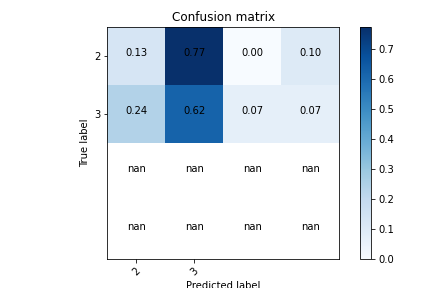 Confusion matrix
2 0.13 0.77 0.00 0.10
3 0.24 0.62 0.07 0.07
nan nan nan nan
nan nan nan nan
2 3
True label
Predicted label
0.7
0.6
0.5
0.4
0.3
0.2
0.1
0.0